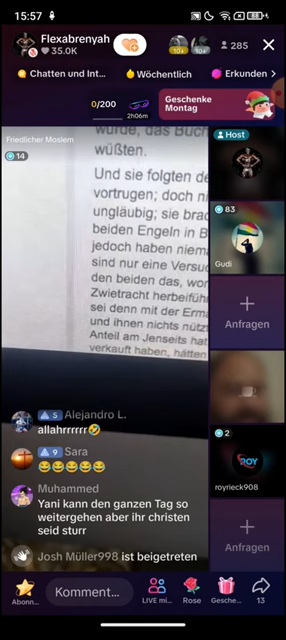 15:57
Flexabrenyah
35.0K
10+
10+
285
Chatten und Int...
Wöchentlich
Erkunden
0/200
2h06m
Geschenke
Montag
Friedlicher Moslem
14
wurde, das Buch
wüßten.
Und sie folgten de
vortrugen; doch ni
ungläubig; sie brac
beiden Engeln in B
jedoch haben niema
sind nur eine Versuc
den beiden das, wor
Zwietracht herbeiführ
sei denn mit der Erma
und ihnen nichts nütz
Anteil am Jenseits hat
verkauft haben, hätten
Host
83
Gudi
Anfragen
2
ROY
royrieck908
Anfragen
5 Alejandro L.
allahrrrrrr🤣
9 Sara
😂😂😂😂😂
Muhammed
Yani kann den ganzen Tag so
weitergehen aber ihr christen
seid sturr
Josh Müller998 ist beigetreten
Abonn...
Komment...
LIVE mi...
Rose
Gesche...
13